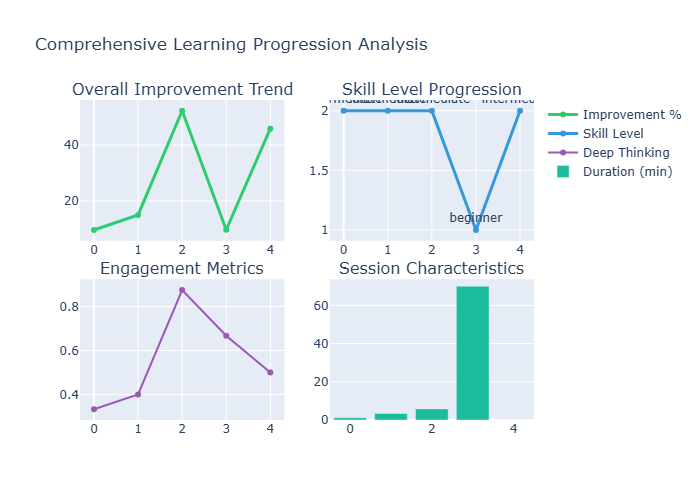 Comprehensive Learning Progression Analysis
Overall Improvement Trend
Skill Level Progression
40
20
0 1 2 3 4
2
1.5
1
beginner
0 1 2 3 4
Improvement %
Skill Level
Deep Thinking
Duration (min)
Engagement Metrics
Session Characteristics
0.8
0.6
0.4
0 1 2 3 4
60
40
20
0
0 2 4